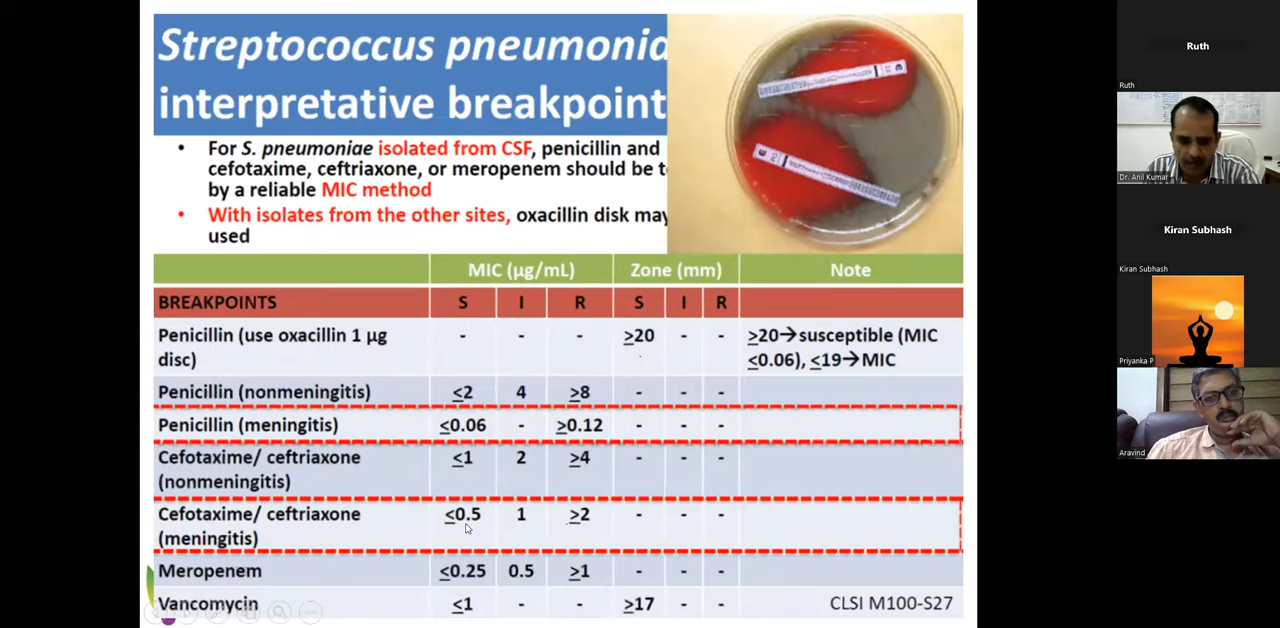 Streptococcus pneumonia
interpretative breakpoint
• For S. pneumoniae isolated from CSF, penicillin and
cefotaxime, ceftriaxone, or meropenem should be t
by a reliable MIC method
• With isolates from the other sites, oxacillin disk may
used
MIC (µg/mL) Zone (mm) Note
BREAKPOINTS S I R S I R
Penicillin (use oxacillin 1 µg
disc) - - - ≥20 - - ≥20→susceptible (MIC
≤0.06), ≤19→MIC
Penicillin (nonmeningitis) ≤2 4 ≥8 - - -
Penicillin (meningitis) ≤0.06 - ≥0.12 - - -
Cefotaxime/ ceftriaxone
(nonmeningitis) ≤1 2 ≥4 - - -
Cefotaxime/ ceftriaxone
(meningitis) ≤0.5 1 ≥2 - - -
Meropenem ≤0.25 0.5 ≥1 - - -
Vancomycin ≤1 - - ≥17 - - CLSI M100-S27
Ruth
Ruth
Dr. Anil Kumar
Kiran Subhash
Kiran Subhash
Priyanka P
Aravind